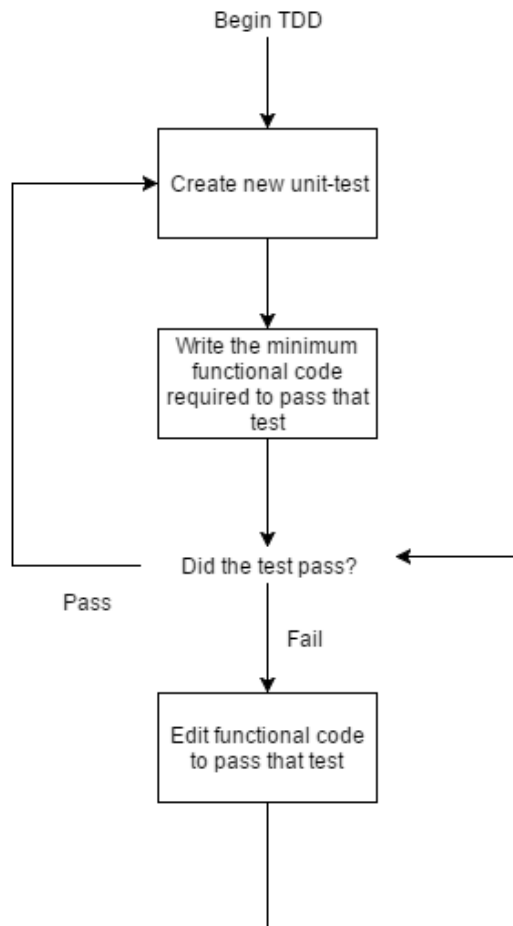 Begin TDD
Create new unit-test
Write the minimum
functional code
required to pass that
test
Did the test pass?
Pass
Fail
Edit functional code
to pass that test